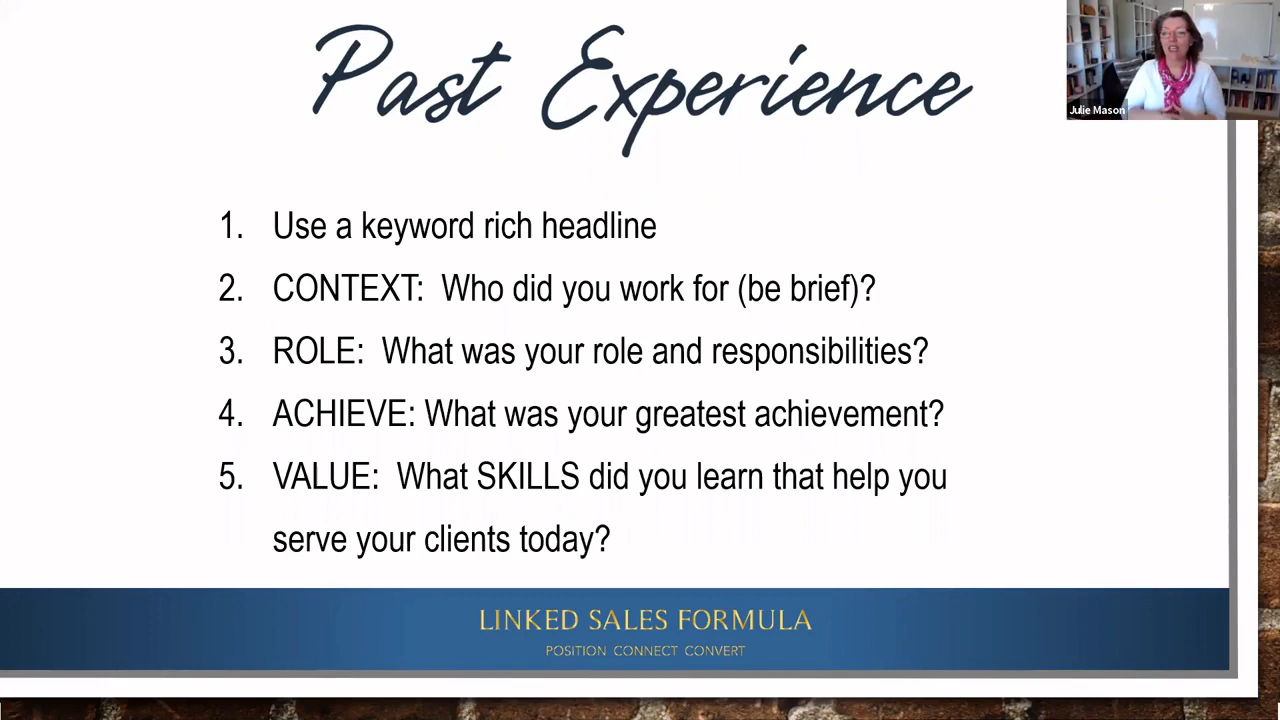 Past Experience
Julie Mason
1. Use a keyword rich headline
2. CONTEXT: Who did you work for (be brief)?
3. ROLE: What was your role and responsibilities?
4. ACHIEVE: What was your greatest achievement?
5. VALUE: What SKILLS did you learn that help you
serve your clients today?
LINKED SALES FORMULA
POSITION CONNECT CONVERT